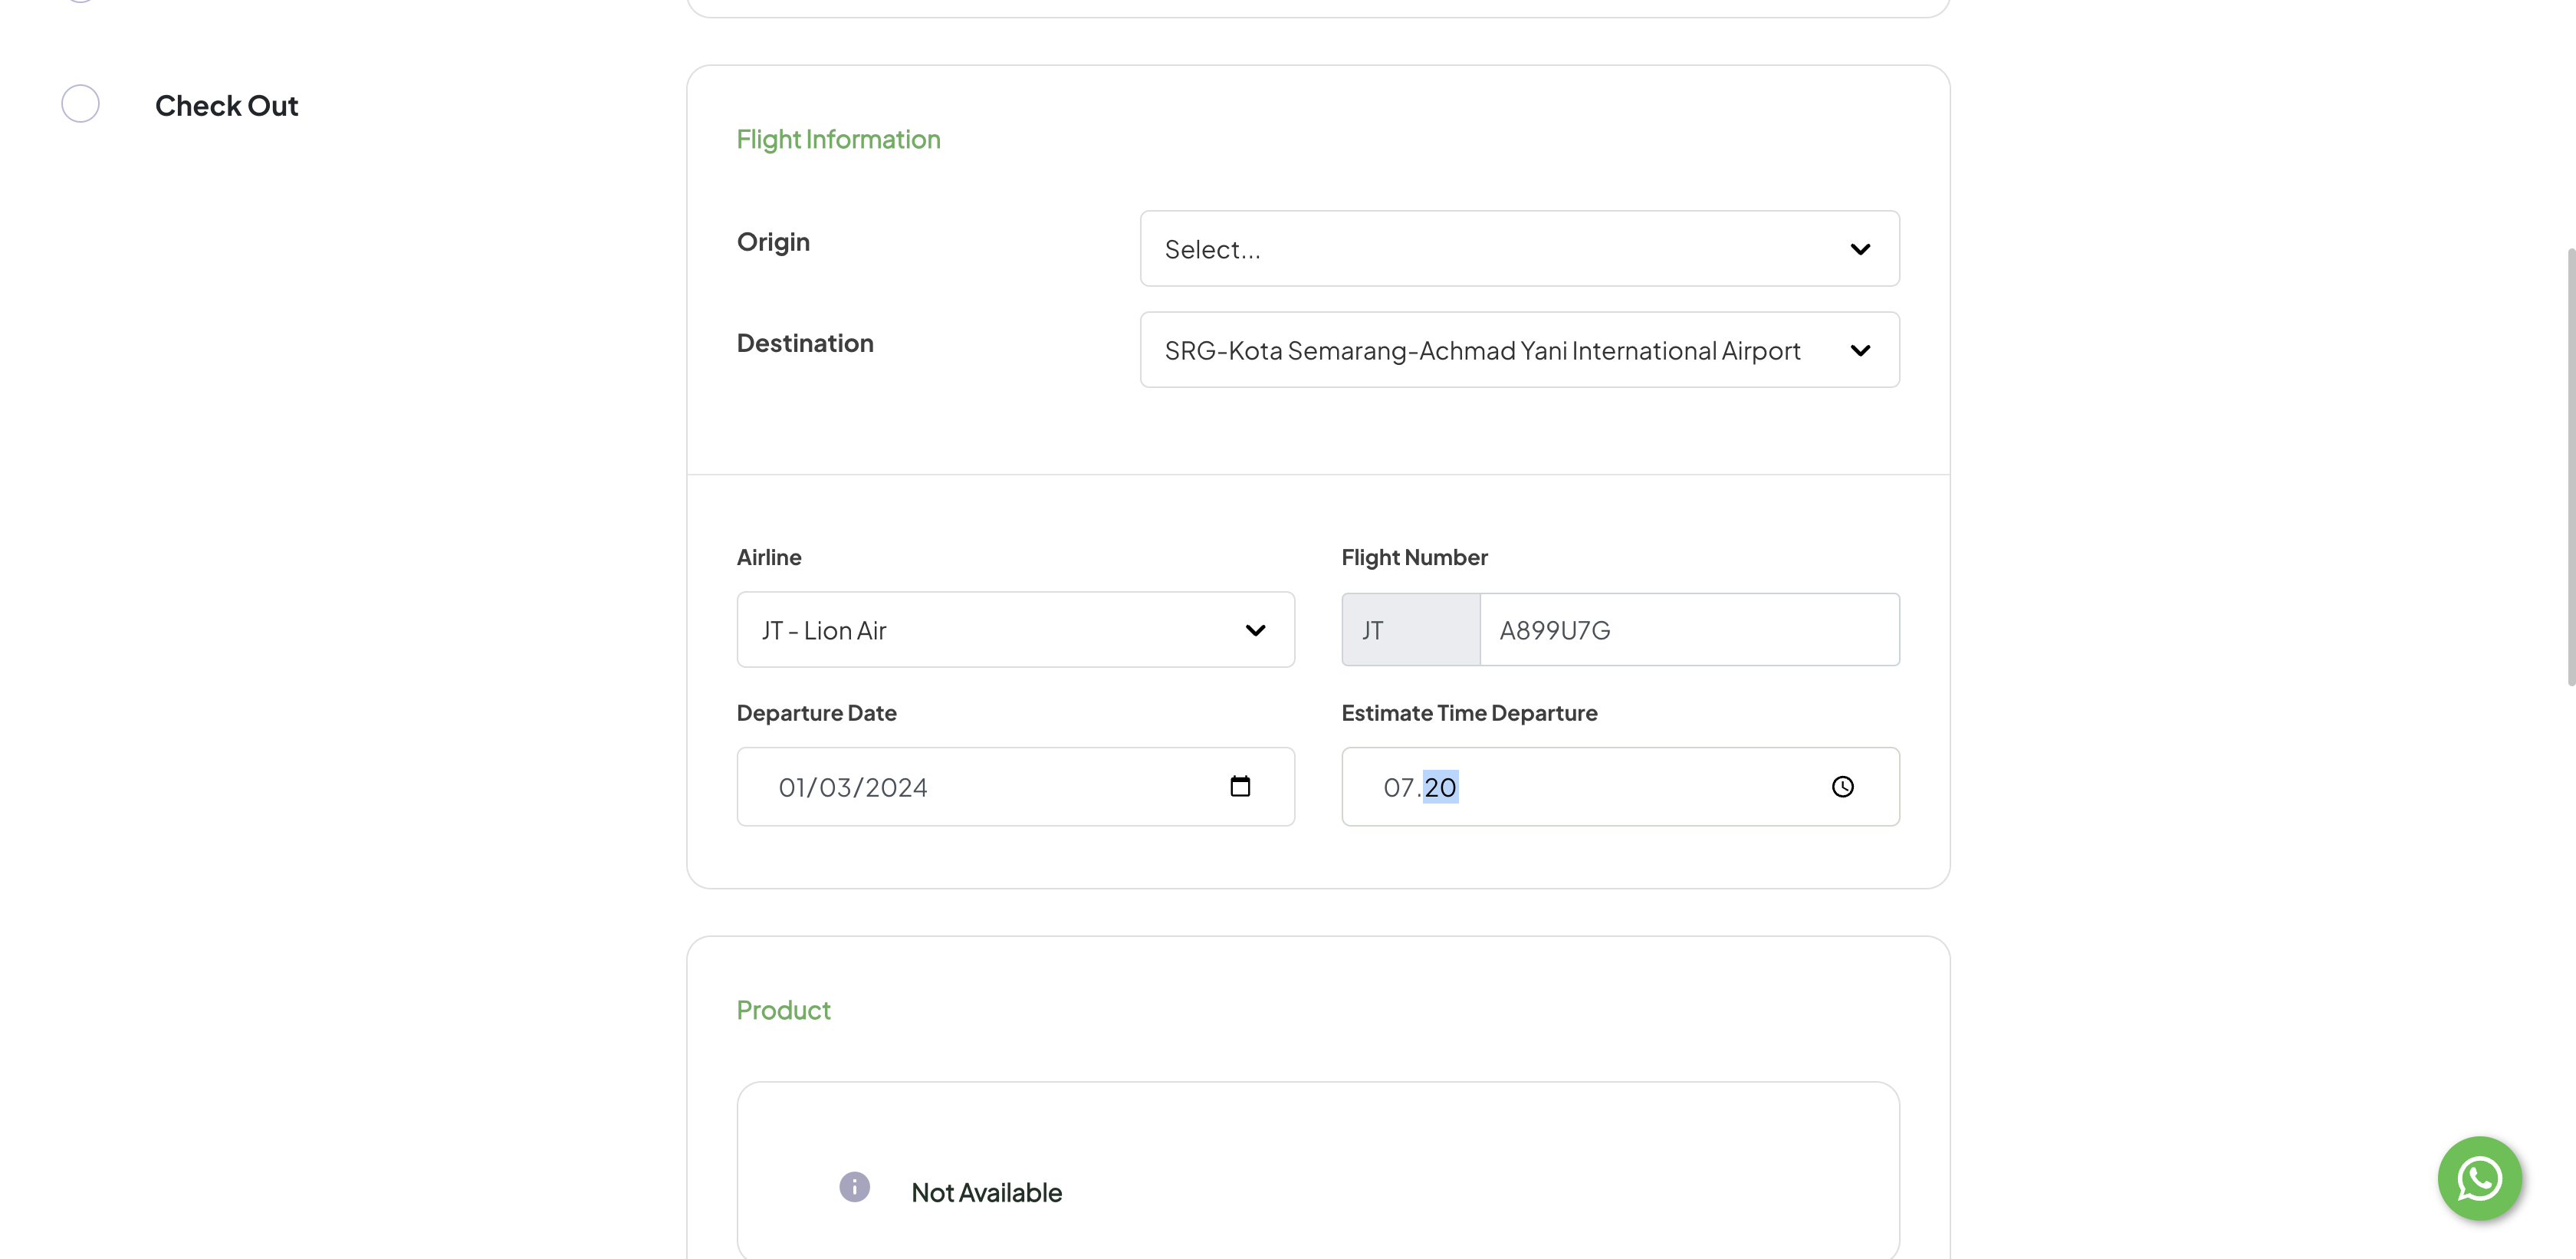 Check Out
Flight Information
Origin
Select...
Destination
SRG-Kota Semarang-Achmad Yani International Airport
Airline
Flight Number
JT - Lion Air
JT
A899U7G
Departure Date
Estimate Time Departure
01/03/2024
07.20
Product
Not Available